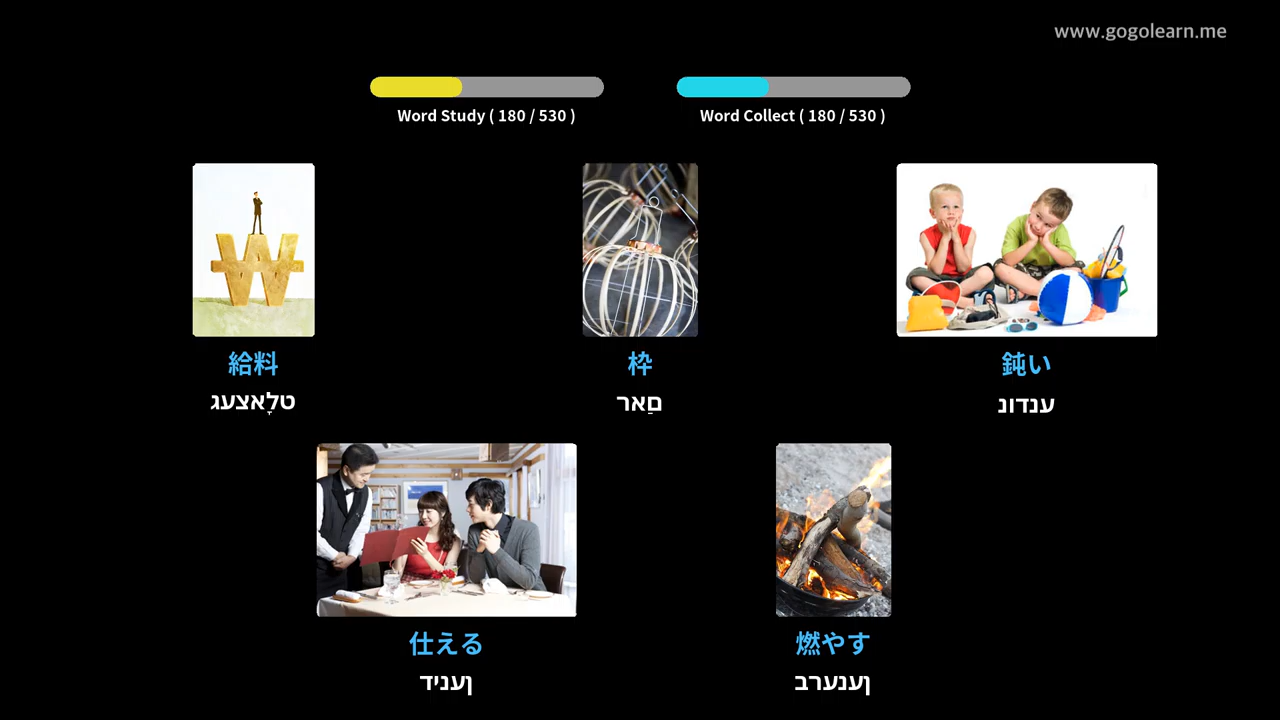 www.gogolearn.me
Word Study ( 180 / 530 )
Word Collect ( 180 / 530 )
給料
טלָאצעג
枠
םַאר
鈍い
ענדונ
仕える
ןעניד
燃やす
ןענערב